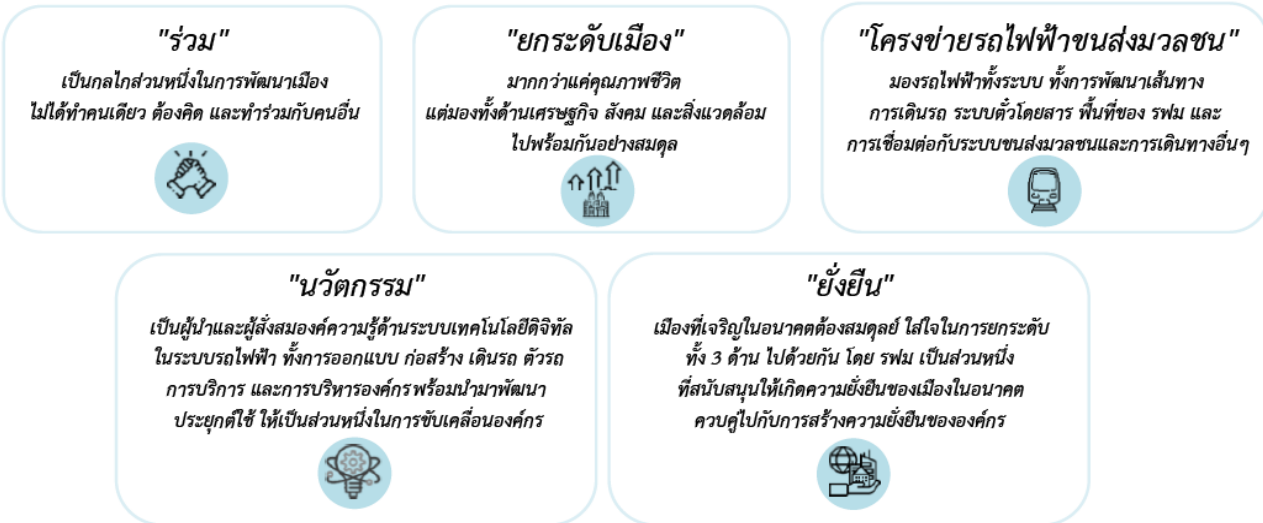 "ร่วม"
เป็นกลไกส่วนหนึ่งในการพัฒนาเมือง
ไม่ได้ทำคนเดียว ต้องคิด และทำร่วมกับคนอื่น
"ยกระดับเมือง"
มากกว่าแค่คุณภาพชีวิต
แต่มองทั้งด้านเศรษฐกิจ สังคม และสิ่งแวดล้อม
ไปพร้อมกันอย่างสมดุล
"โครงข่ายรถไฟฟ้าขนส่งมวลชน"
มองรถไฟฟ้าทั้งระบบ ทั้งการพัฒนาเส้นทาง
การเดินรถ ระบบตั๋วโดยสาร พื้นที่ของ รฟม และ
การเชื่อมต่อกับระบบขนส่งมวลชนและการเดินทางอื่นๆ
"นวัตกรรม"
เป็นผู้นำและผู้สั่งสมองค์ความรู้ด้านระบบเทคโนโลยีดิจิทัล
ในระบบรถไฟฟ้า ทั้งการออกแบบ ก่อสร้าง เดินรถ ตัวรถ
การบริการ และการบริหารองค์กร พร้อมนำมาพัฒนา
ประยุกต์ใช้ ให้เป็นส่วนหนึ่งในการขับเคลื่อนองค์กร
"ยั่งยืน"
เมืองที่เจริญในอนาคตต้องสมดุลย์ ใส่ใจในการยกระดับ
ทั้ง 3 ด้าน ไปด้วยกัน โดย รฟม เป็นส่วนหนึ่ง
ที่สนับสนุนให้เกิดความยั่งยืนของเมืองในอนาคต
ควบคู่ไปกับการสร้างความยั่งยืนขององค์กร